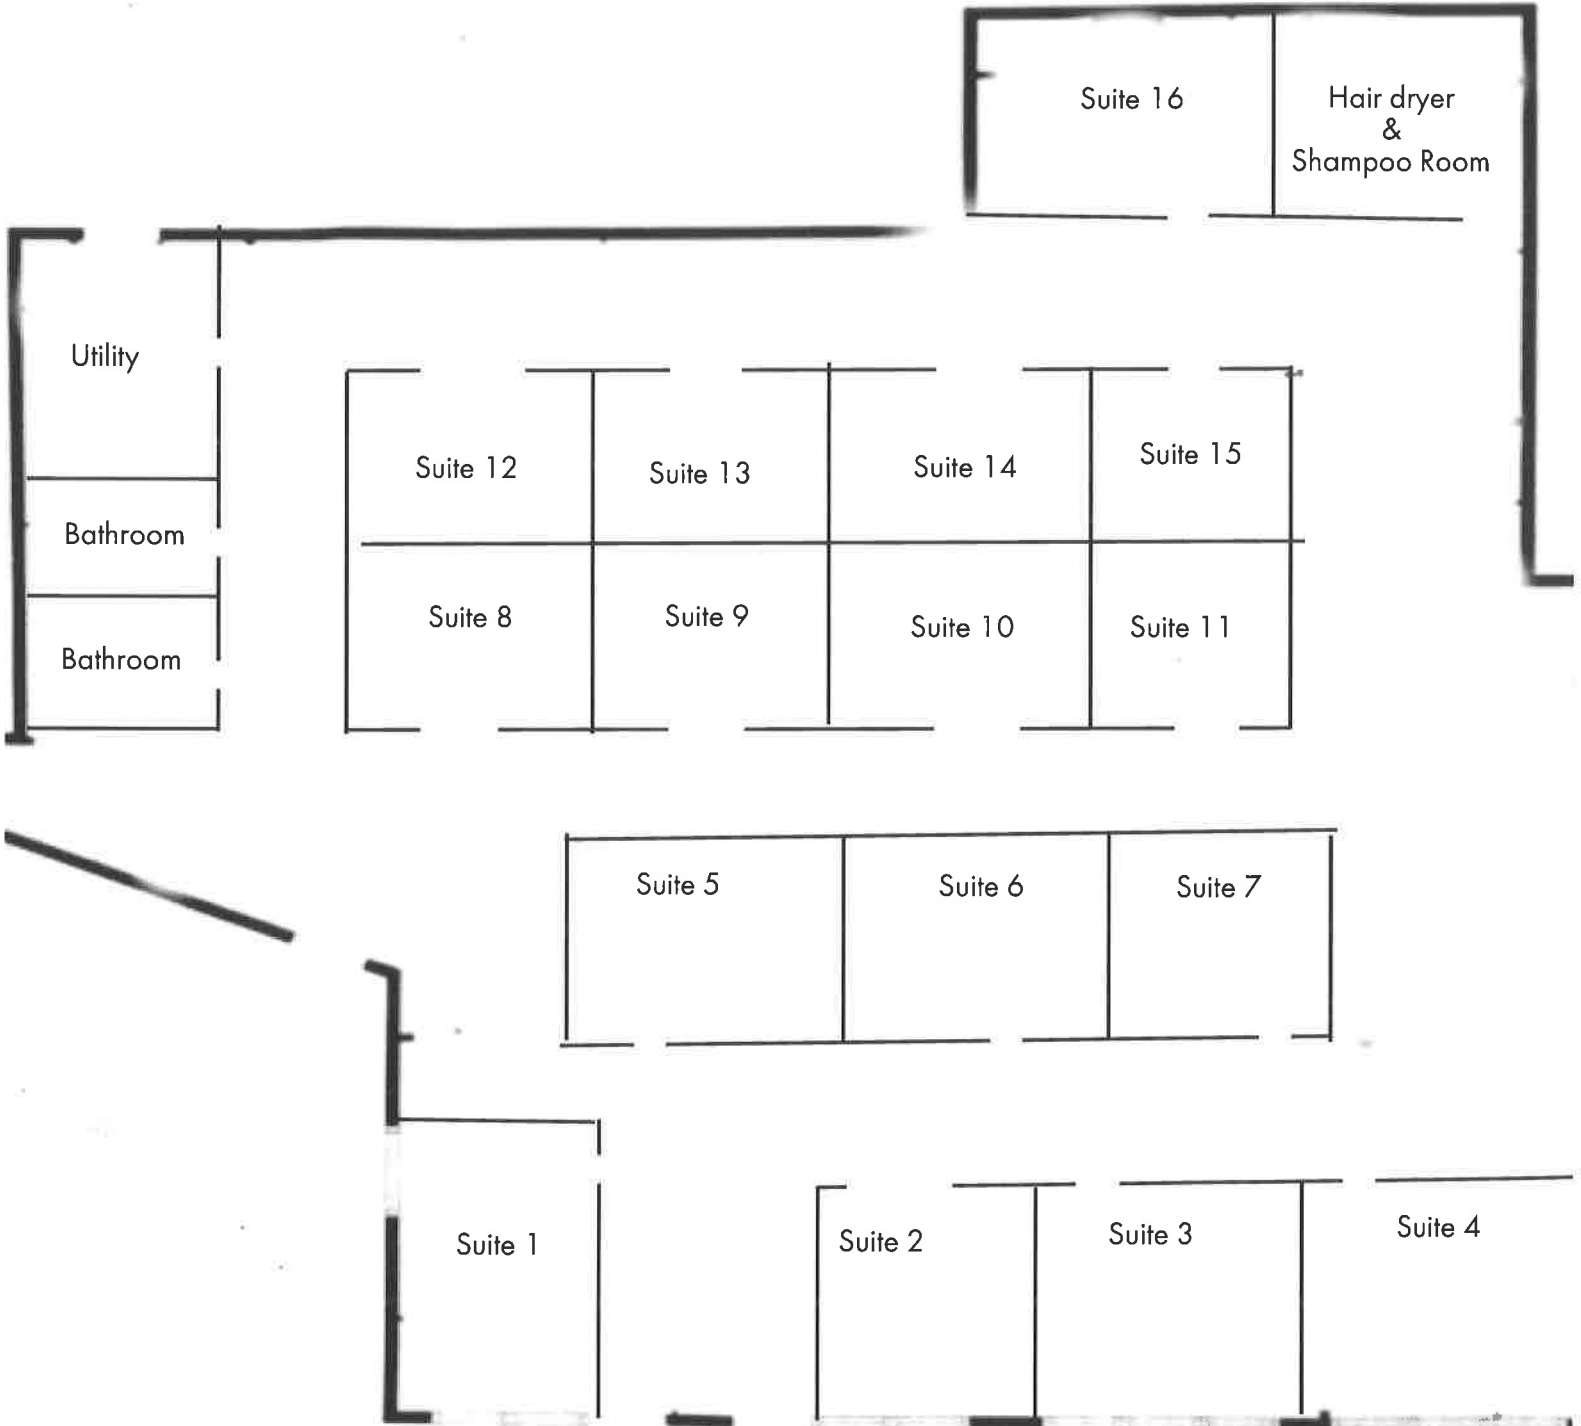 Suite 16
Hair dryer
&
Shampoo Room
Utility
Bathroom
Bathroom
Suite 12
Suite 13
Suite 14
Suite 15
Suite 8
Suite 9
Suite 10
Suite 11
Suite 5
Suite 6
Suite 7
Suite 1
Suite 2
Suite 3
Suite 4